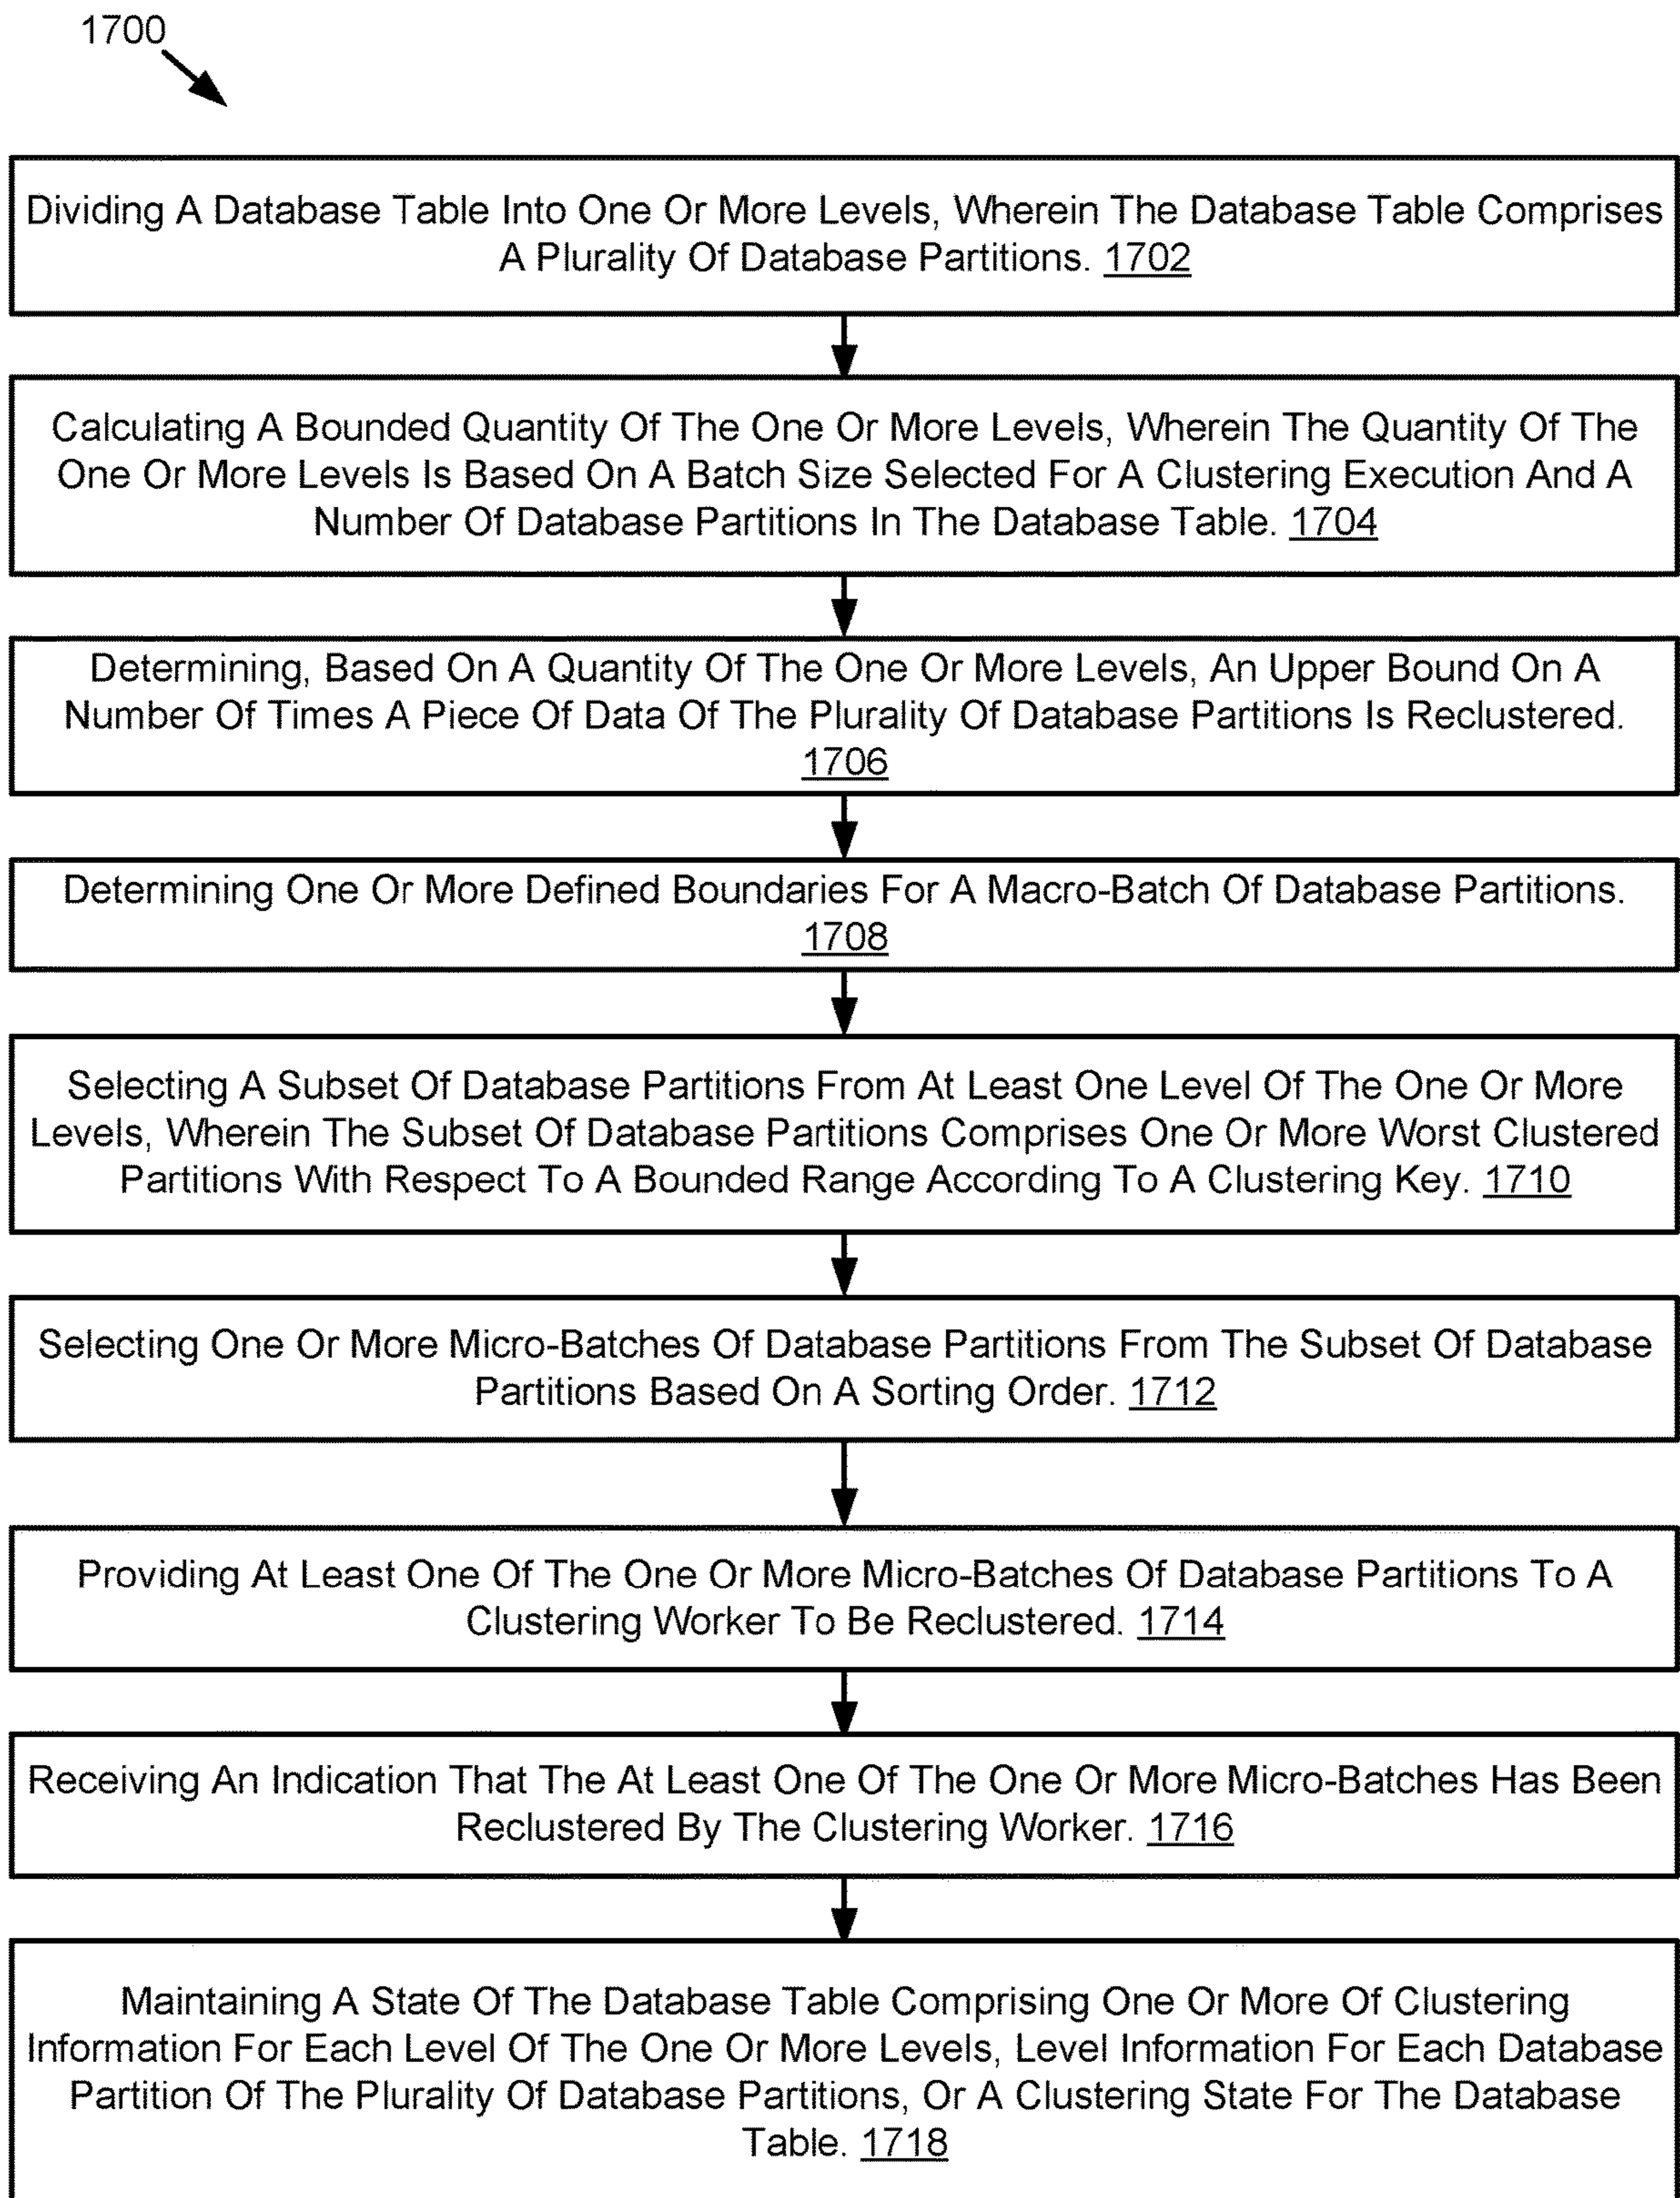 1700
Dividing A Database Table Into One Or More Levels, Wherein The Database Table Comprises
A Plurality Of Database Partitions. 1702
Calculating A Bounded Quantity Of The One Or More Levels, Wherein The Quantity Of The
One Or More Levels Is Based On A Batch Size Selected For A Clustering Execution And A
Number Of Database Partitions In The Database Table. 1704
Determining, Based On A Quantity Of The One Or More Levels, An Upper Bound On A
Number Of Times A Piece Of Data Of The Plurality Of Database Partitions Is Reclustered.
1706
Determining One Or More Defined Boundaries For A Macro-Batch Of Database Partitions.
1708
Selecting A Subset Of Database Partitions From At Least One Level Of The One Or More
Levels, Wherein The Subset Of Database Partitions Comprises One Or More Worst Clustered
Partitions With Respect To A Bounded Range According To A Clustering Key. 1710
Selecting One Or More Micro-Batches Of Database Partitions From The Subset Of Database
Partitions Based On A Sorting Order. 1712
Providing At Least One Of The One Or More Micro-Batches Of Database Partitions To A
Clustering Worker To Be Reclustered. 1714
Receiving An Indication That The At Least One Of The One Or More Micro-Batches Has Been
Reclustered By The Clustering Worker. 1716
Maintaining A State Of The Database Table Comprising One Or More Of Clustering
Information For Each Level Of The One Or More Levels, Level Information For Each Database
Partition Of The Plurality Of Database Partitions, Or A Clustering State For The Database
Table. 1718